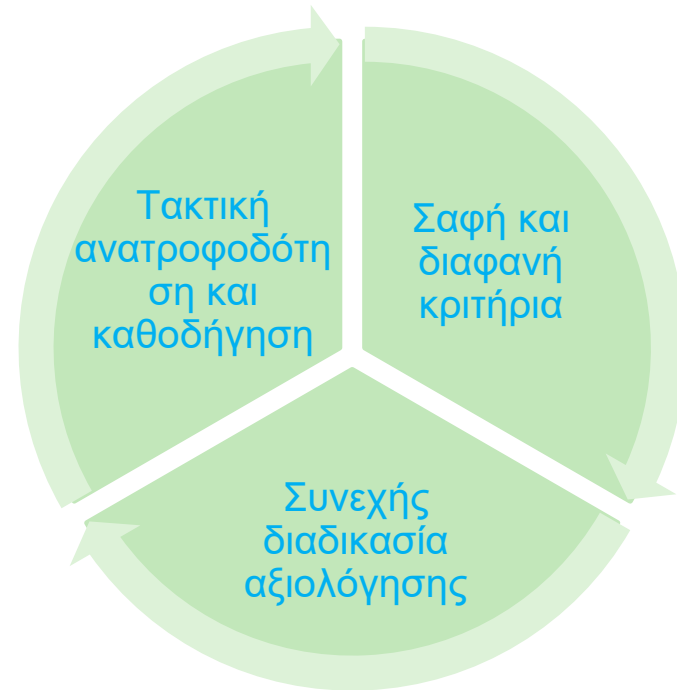 Τακτική
ανατροφοδότη
ση και
καθοδήγηση
Σαφή και
διαφανή
κριτήρια
Συνεχής
διαδικασία
αξιολόγησης